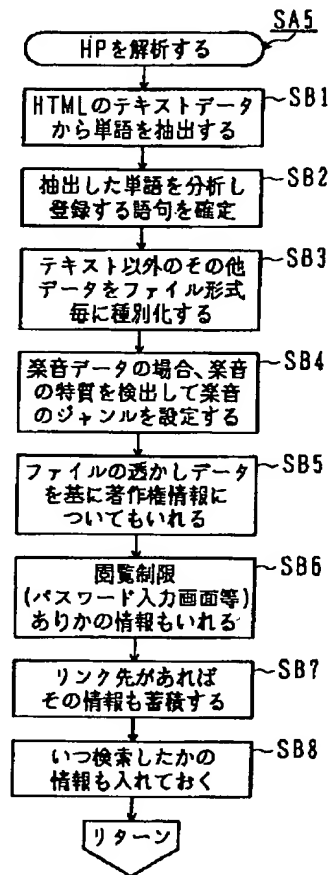 SA5
HPを解析する
SB1
HTMLのテキストデータ
から単語を抽出する
SB2
抽出した単語を分析し
登録する語句を確定
SB3
テキスト以外のその他
データをファイル形式
毎に種別化する
SB4
楽音データの場合、楽音
の特質を検出して楽音
のジャンルを設定する
SB5
ファイルの透かしデータ
を基に著作権情報に
ついてもいれる
SB6
閲覧制限
(パスワード入力画面等)
ありかの情報もいれる
SB7
リンク先があれば
その情報も蓄積する
SB8
いつ検索したかの
情報も入れておく
リターン